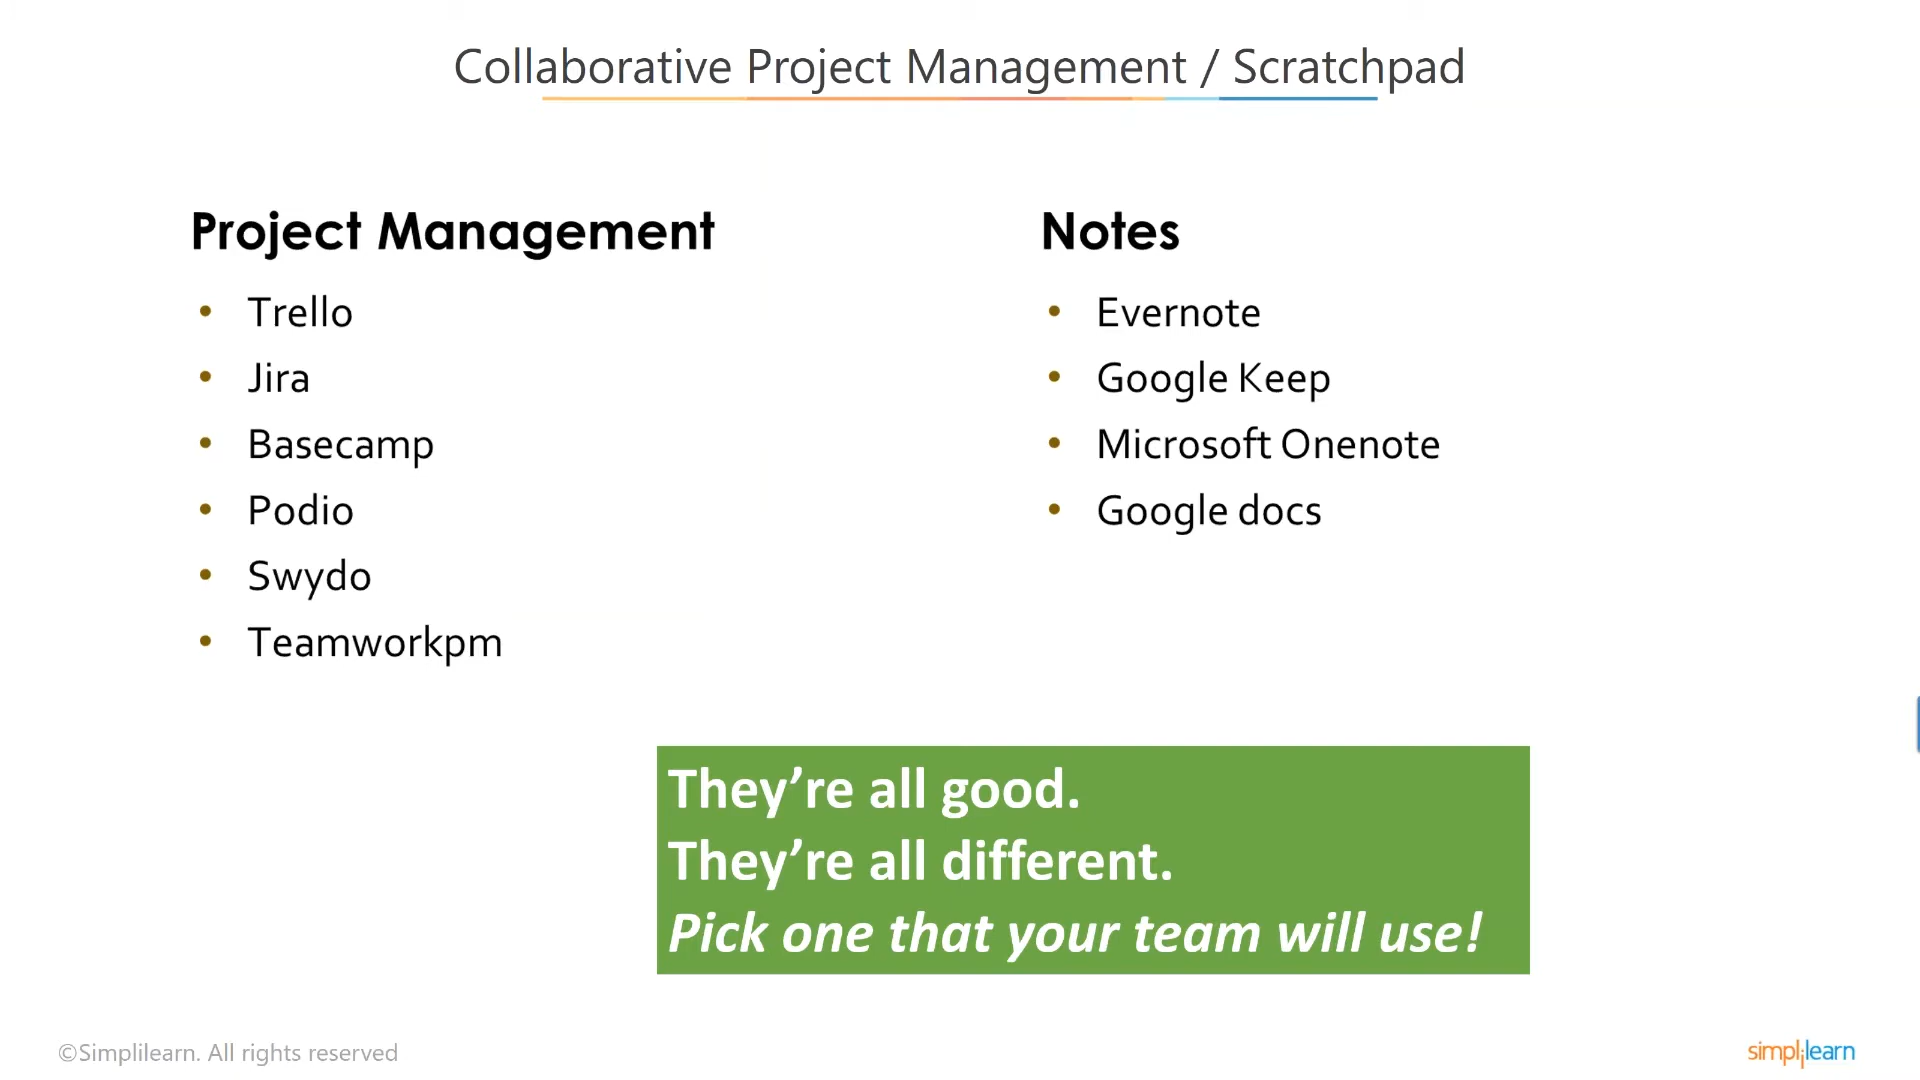 Collaborative Project Management / Scratchpad
Project Management
• Trello
• Jira
• Basecamp
• Podio
• Swydo
• Teamworkpm
Notes
• Evernote
• Google Keep
• Microsoft Onenote
• Google docs
They’re all good.
They’re all different.
Pick one that your team will use!
©Simplilearn. All rights reserved
simplilearn